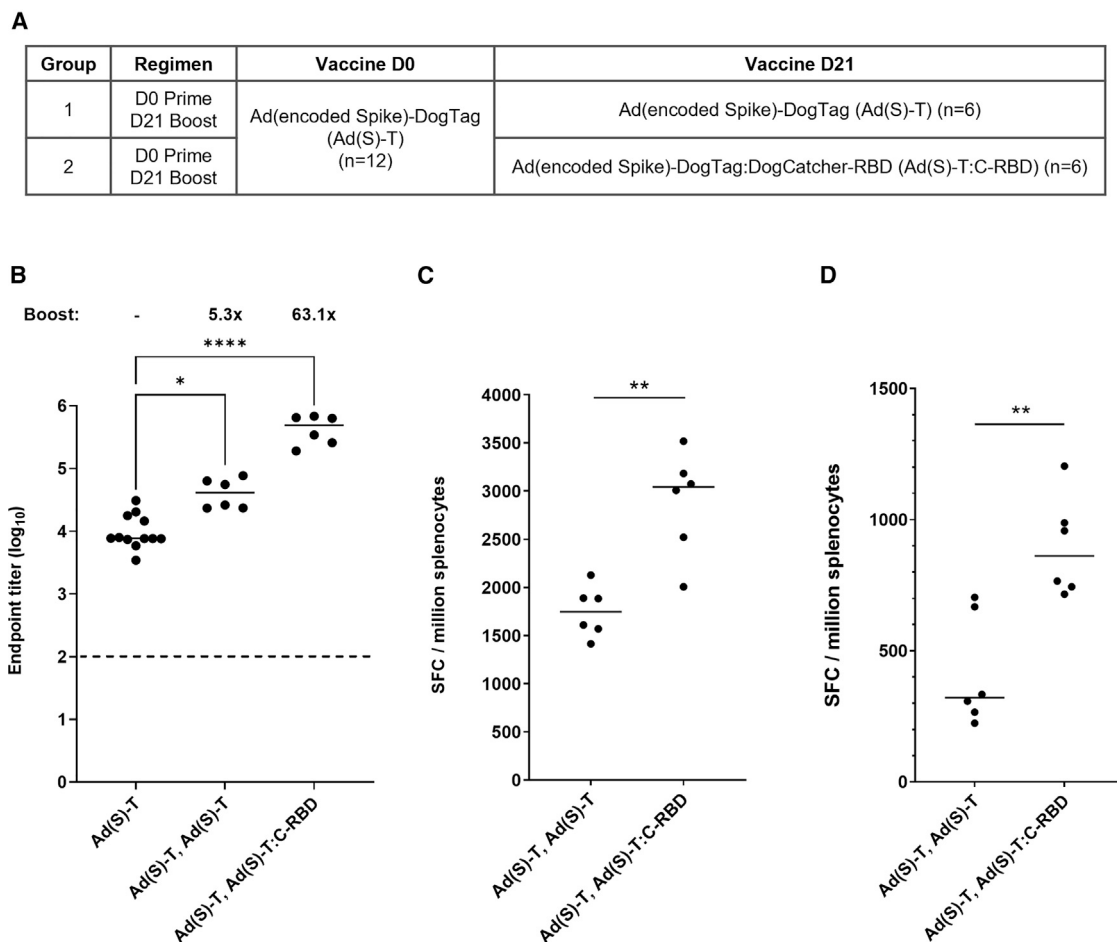 A
Group Regimen Vaccine D0 Vaccine D21
1 D0 Prime
D21 Boost
Ad(encoded Spike)-DogTag
(Ad(S)-T)
(n=12)
Ad(encoded Spike)-DogTag (Ad(S)-T) (n=6)
2 D0 Prime
D21 Boost
Ad(encoded Spike)-DogTag:DogCatcher-RBD (Ad(S)-T:C-RBD) (n=6)
B
Boost: - 5.3x 63.1x
****
*
Endpoint titer (log10)
6
5
4
3
2
1
0
Ad(S)-T
Ad(S)-T, Ad(S)-T
Ad(S)-T, Ad(S)-T:C-RBD
C
**
SFC / million splenocytes
4000
3500
3000
2500
2000
1500
1000
500
0
Ad(S)-T, Ad(S)-T
Ad(S)-T, Ad(S)-T:C-RBD
D
**
SFC / million splenocytes
1500
1000
500
0
Ad(S)-T, Ad(S)-T
Ad(S)-T, Ad(S)-T:C-RBD